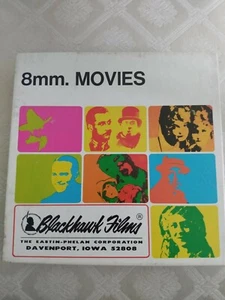 8mm. MOVIES
Blackhawk Films ®
THE EASTIN-PHELAN CORPORATION
DAVENPORT, IOWA 52808